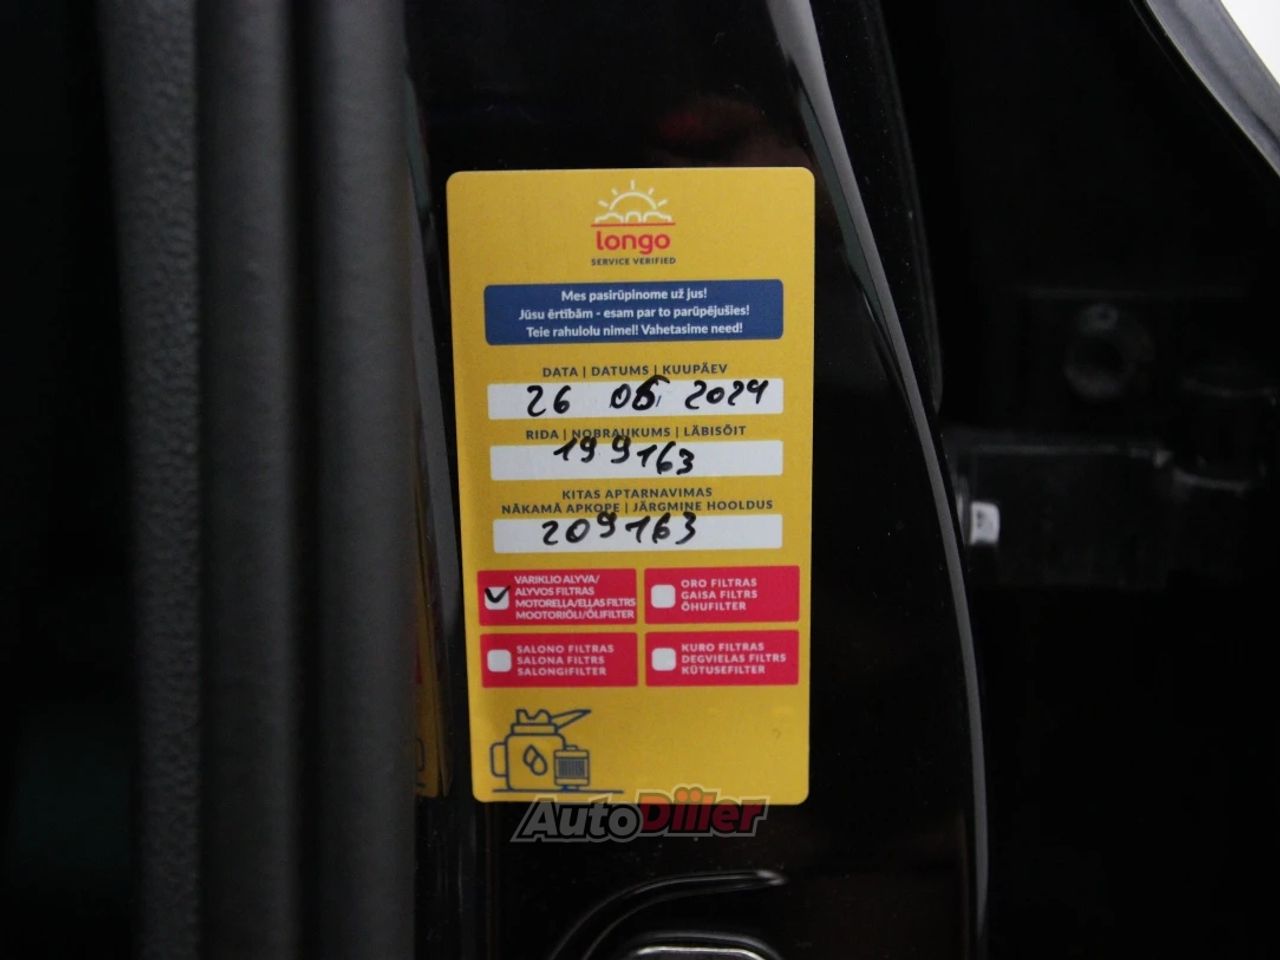 longo
SERVICE VERIFIED
Mes pasirūpinome už jus!
Jūsu ērtībām - esam par to parūpējušies!
Teie rahulolu nimel! Vahetasime need!
DATA | DATUMS | KUUPÄEV
26 05 2024
RIDA | NOBRAUKUMS | LÄBISÕIT
199163
KITAS APTARNAVIMAS
NĀKAMĀ APKOPE | JÄRGMINE HOOLDUS
209163
VARIKLIO ALYVA/
ALYVOS FILTRAS
MOTOREĻĻA/EĻĻAS FILTRS
MOOTORIÕLI/ÕLIFILTER
ORO FILTRAS
GAISA FILTRS
ÕHUFILTER
SALONO FILTRAS
SALONA FILTRS
SALONGIFILTER
KURO FILTRAS
DEGVIELAS FILTRS
KÜTUSEFILTER
AutoDiiler